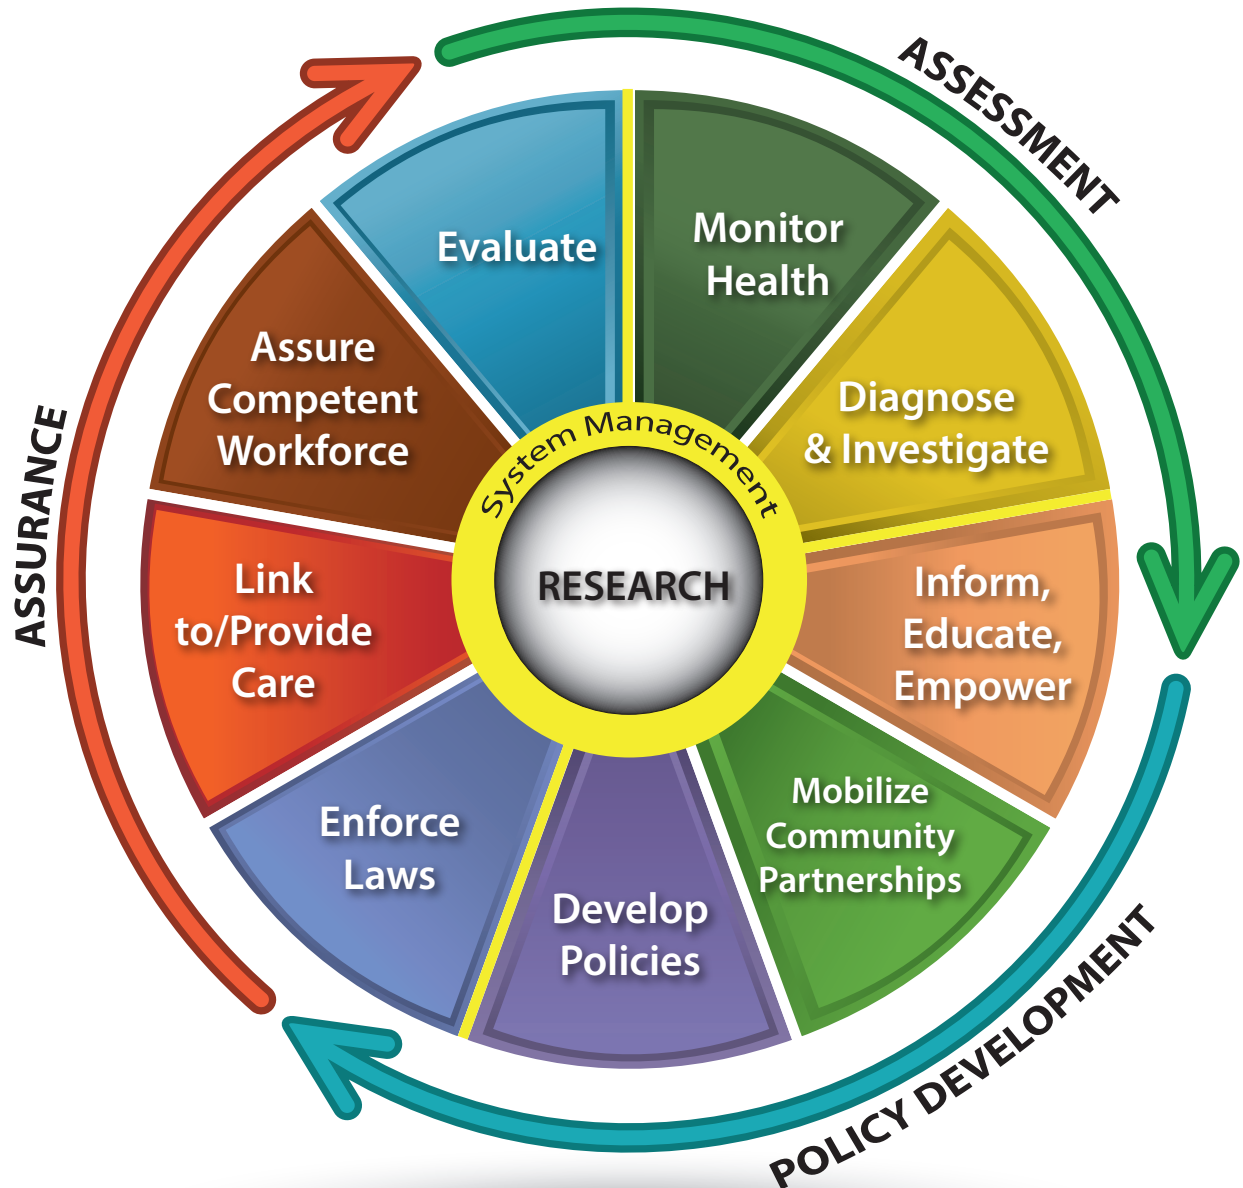 ASSESSMENT
Monitor
Health
Diagnose
& Investigate
Inform,
Educate,
Empower
Mobilize
Community
Partnerships
POLICY DEVELOPMENT
Develop
Policies
Enforce
Laws
Link
to/Provide
Care
ASSURANCE
Assure
Competent
Workforce
Evaluate
System Management
RESEARCH